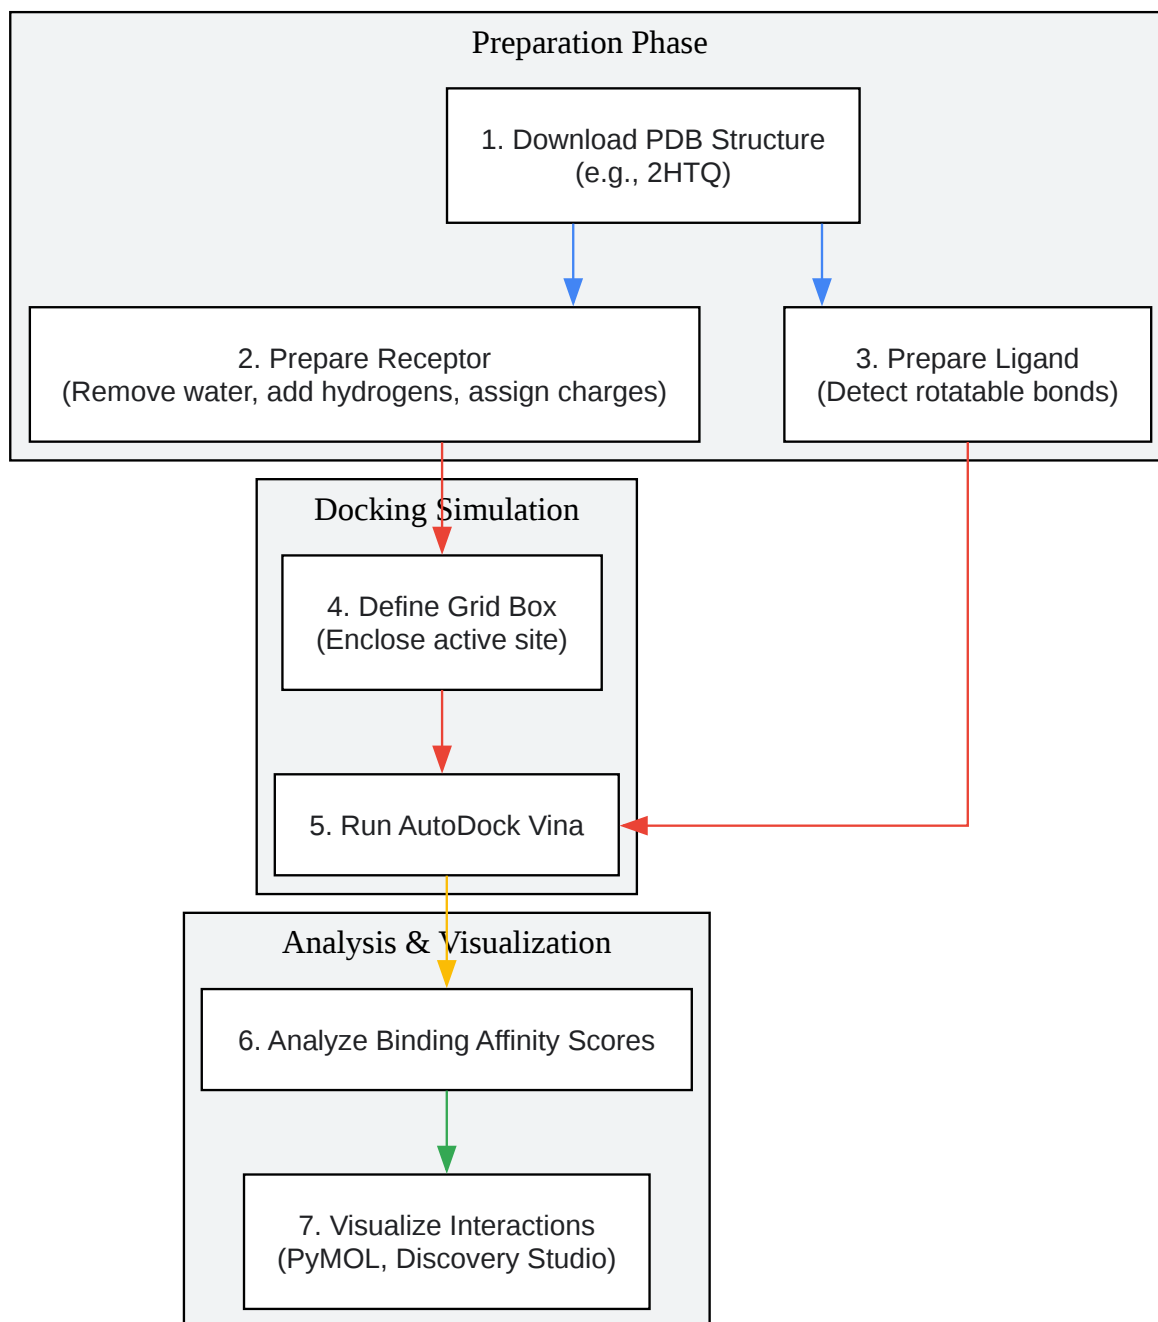 Preparation Phase
1. Download PDB Structure
(e.g., 2HTQ)
2. Prepare Receptor
(Remove water, add hydrogens, assign charges)
3. Prepare Ligand
(Detect rotatable bonds)
Docking Simulation
4. Define Grid Box
(Enclose active site)
5. Run AutoDock Vina
Analysis & Visualization
6. Analyze Binding Affinity Scores
7. Visualize Interactions
(PyMOL, Discovery Studio)